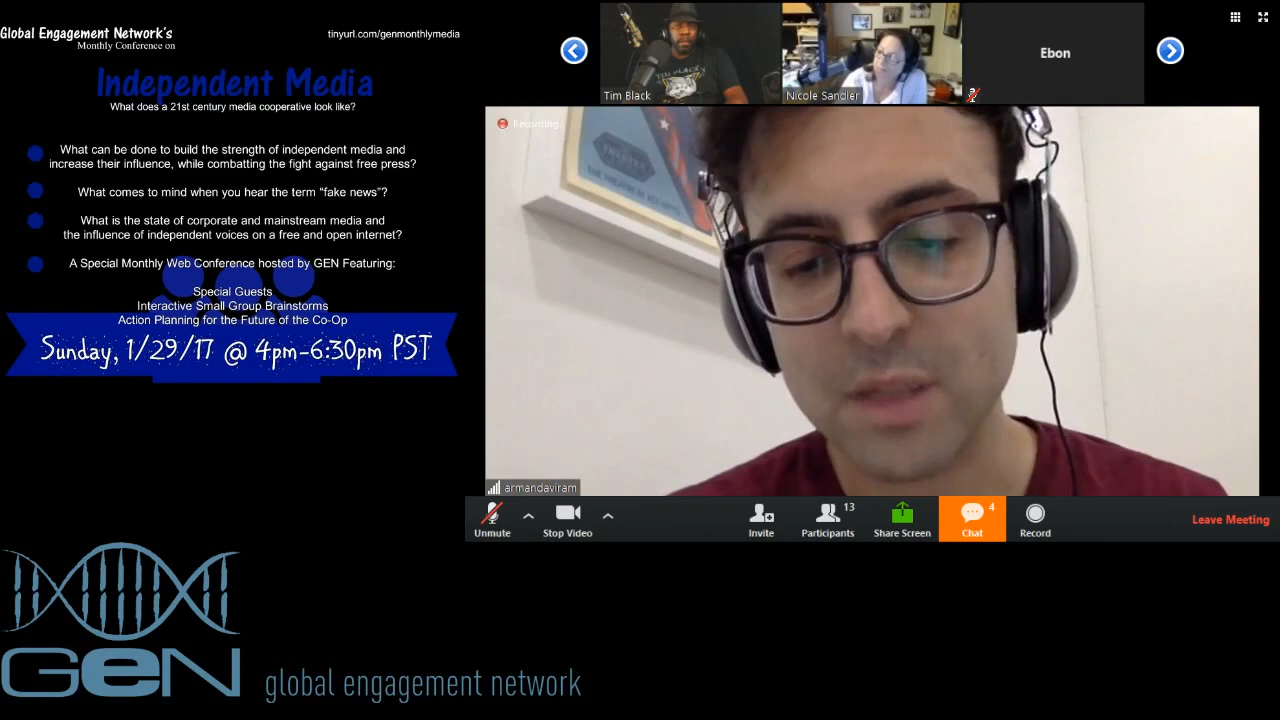 Global Engagement Network's
Monthly Conference on
tinyurl.com/genmonthlymedia
Independent Media
What does a 21st century media cooperative look like?
What can be done to build the strength of independent media and
increase their influence, while combatting the fight against free press?
What comes to mind when you hear the term "fake news"?
What is the state of corporate and mainstream media and
the influence of independent voices on a free and open internet?
A Special Monthly Web Conference hosted by GEN Featuring:
Special Guests
Interactive Small Group Brainstorms
Action Planning for the Future of the Co-Op
Sunday, 1/29/17 @ 4pm-6:30pm PST
Tim Black
Nicole Sandler
Ebon
Recording
armandaviram
Unmute
Stop Video
Invite
Participants
13
Share Screen
Chat
4
Record
Leave Meeting
GeN
global engagement network